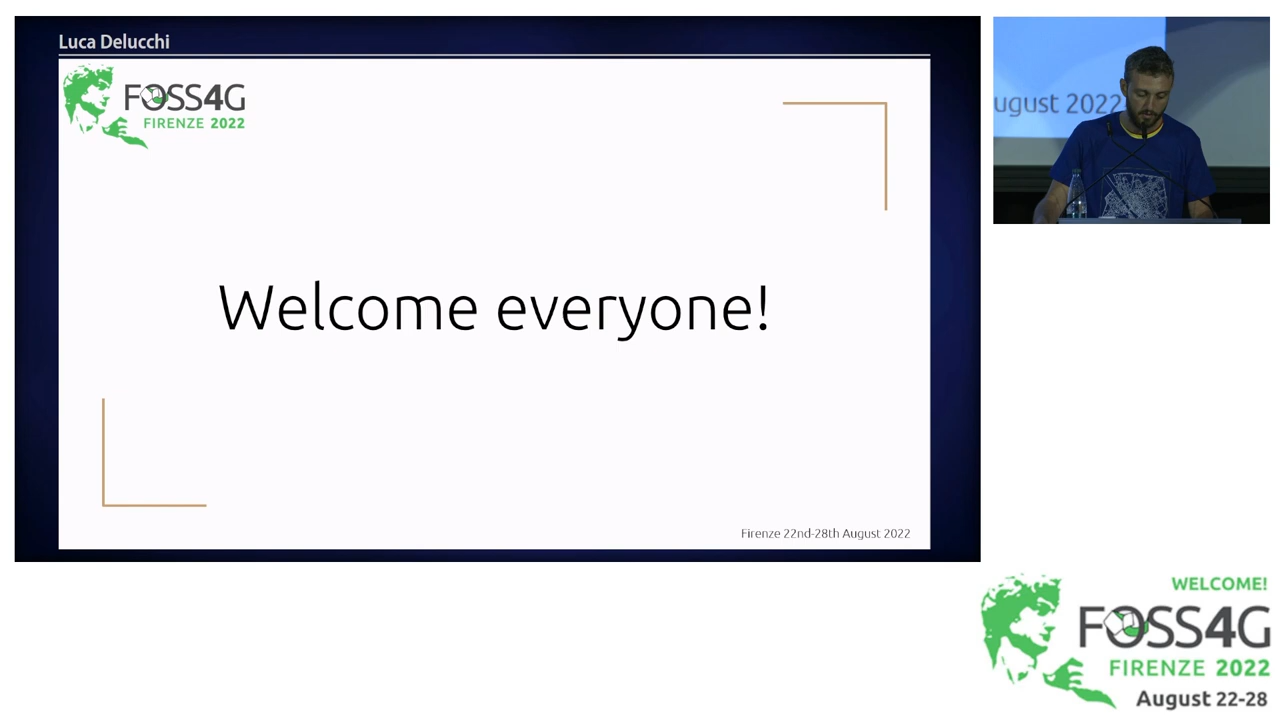 Luca Delucchi
FOSS4G
FIRENZE 2022
Welcome everyone!
Firenze 22nd-28th August 2022
ugust 2022
WELCOME!
FOSS4G
FIRENZE 2022
August 22-28